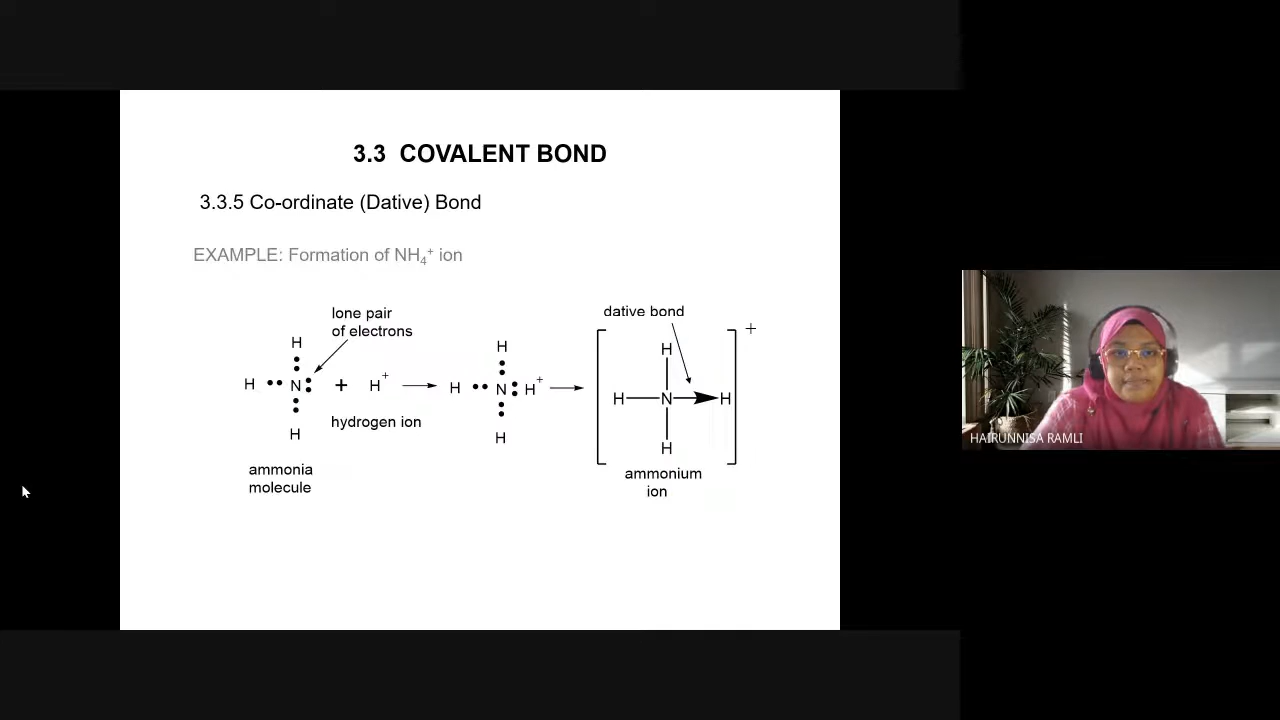 3.3 COVALENT BOND
3.3.5 Co-ordinate (Dative) Bond
EXAMPLE: Formation of NH₄⁺ ion
lone pair
of electrons
H
H N + H⁺
H
hydrogen ion
ammonia
molecule
H
H N H⁺
H
dative bond
H
H N H
H
+
ammonium
ion
HAIRUNNISA RAMLI